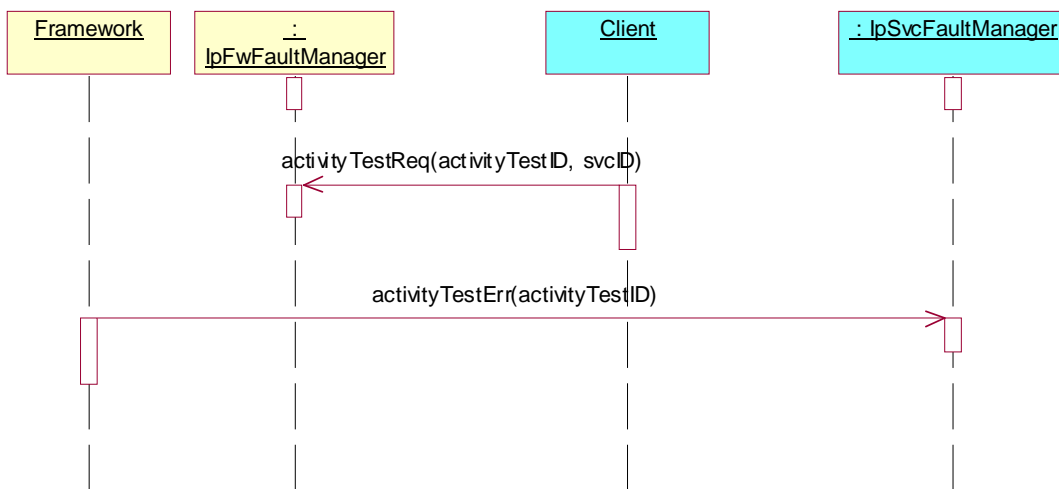 Framework
:
IpFwFaultManager
Client
: IpSvcFaultManager
activityTestReq(activityTestID, svcID)
activityTestErr(activityTestID)